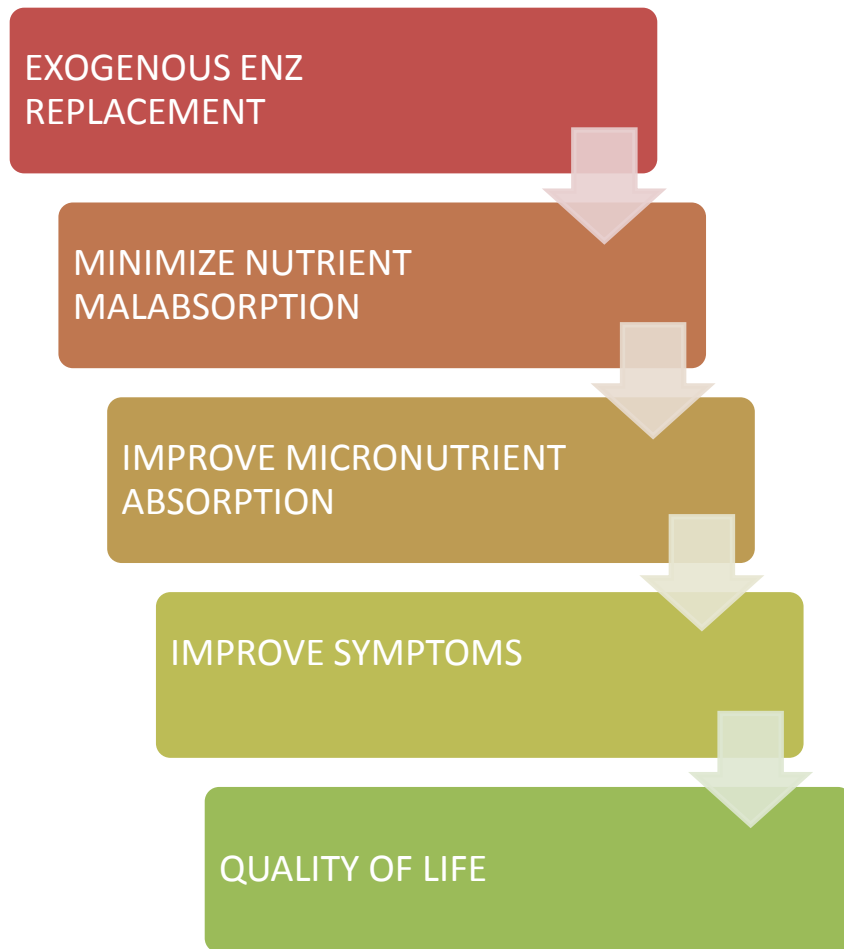 EXOGENOUS ENZ
REPLACEMENT
MINIMIZE NUTRIENT
MALABSORPTION
IMPROVE MICRONUTRIENT
ABSORPTION
IMPROVE SYMPTOMS
QUALITY OF LIFE